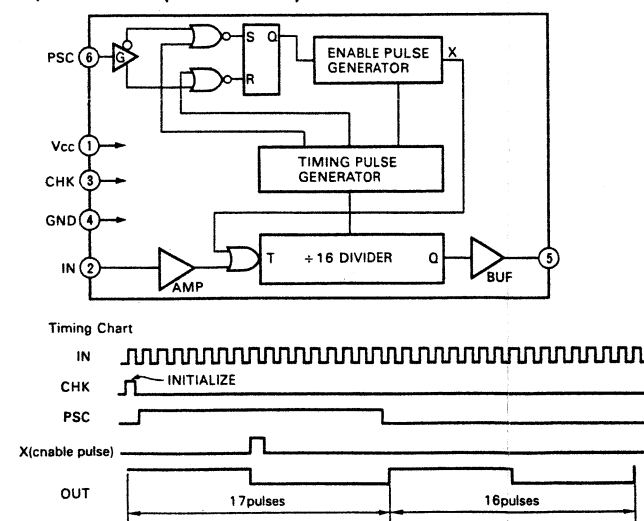 PSC 6 G S Q R ENABLE PULSE GENERATOR X
Vcc 1
TIMING PULSE GENERATOR
CHK 3
GND 4
IN 2 AMP T ÷ 16 DIVIDER Q BUF 5
Timing Chart
IN
CHK INITIALIZE
PSC
X(cnable pulse)
OUT 17pulses 16pulses